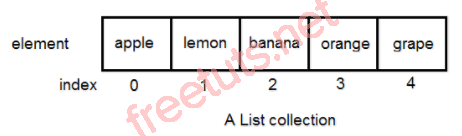 element apple lemon banana orange grape
index 0 1 2 3 4
A List collection
freetuts.net